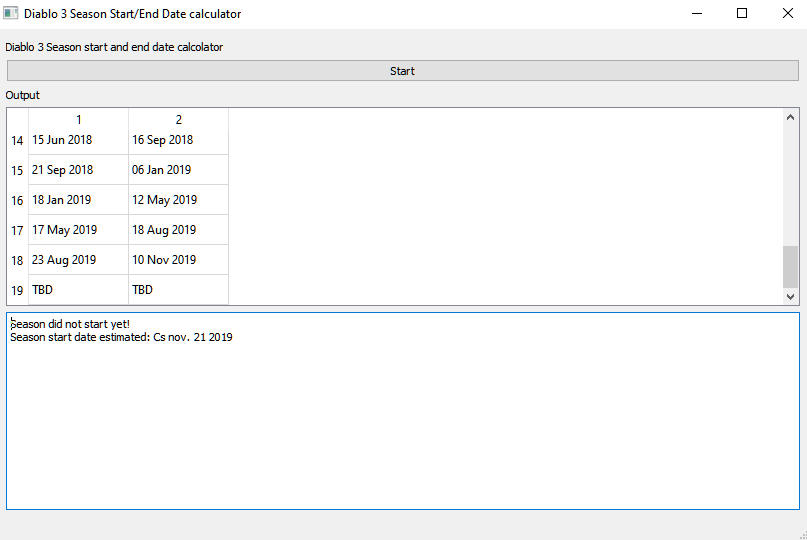 Diablo 3 Season Start/End Date calculator
Diablo 3 Season start and end date calcolator
Start
Output
1 2
14 15 Jun 2018 16 Sep 2018
15 21 Sep 2018 06 Jan 2019
16 18 Jan 2019 12 May 2019
17 17 May 2019 18 Aug 2019
18 23 Aug 2019 10 Nov 2019
19 TBD TBD
Season did not start yet!
Season start date estimated: Cs nov. 21 2019